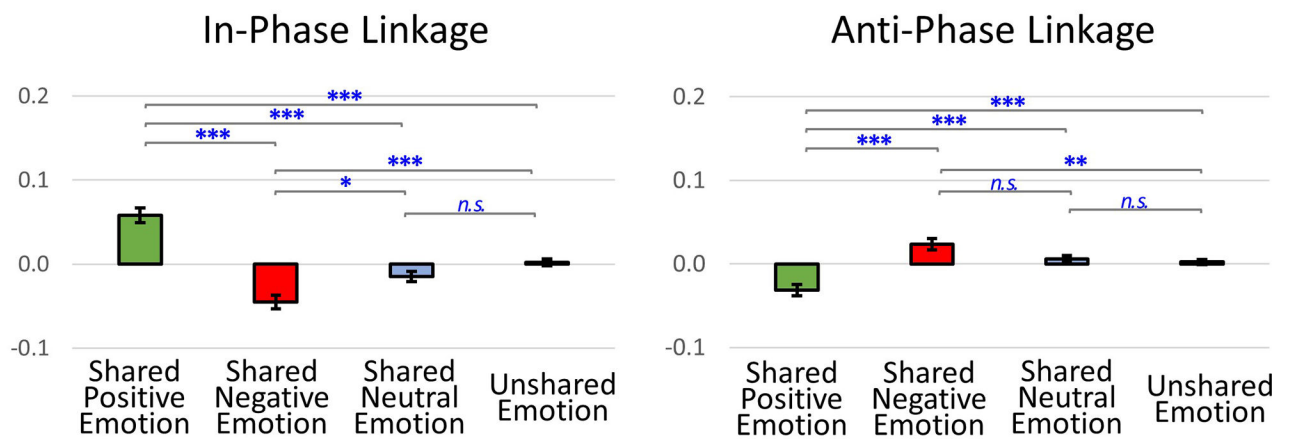 In-Phase Linkage
0.2
0.1
0.0
-0.1
***
***
***
***
*
n.s.
Shared
Positive
Emotion
Shared
Negative
Emotion
Shared
Neutral
Emotion
Unshared
Emotion
Anti-Phase Linkage
0.2
0.1
0.0
-0.1
***
***
***
**
n.s.
n.s.
Shared
Positive
Emotion
Shared
Negative
Emotion
Shared
Neutral
Emotion
Unshared
Emotion